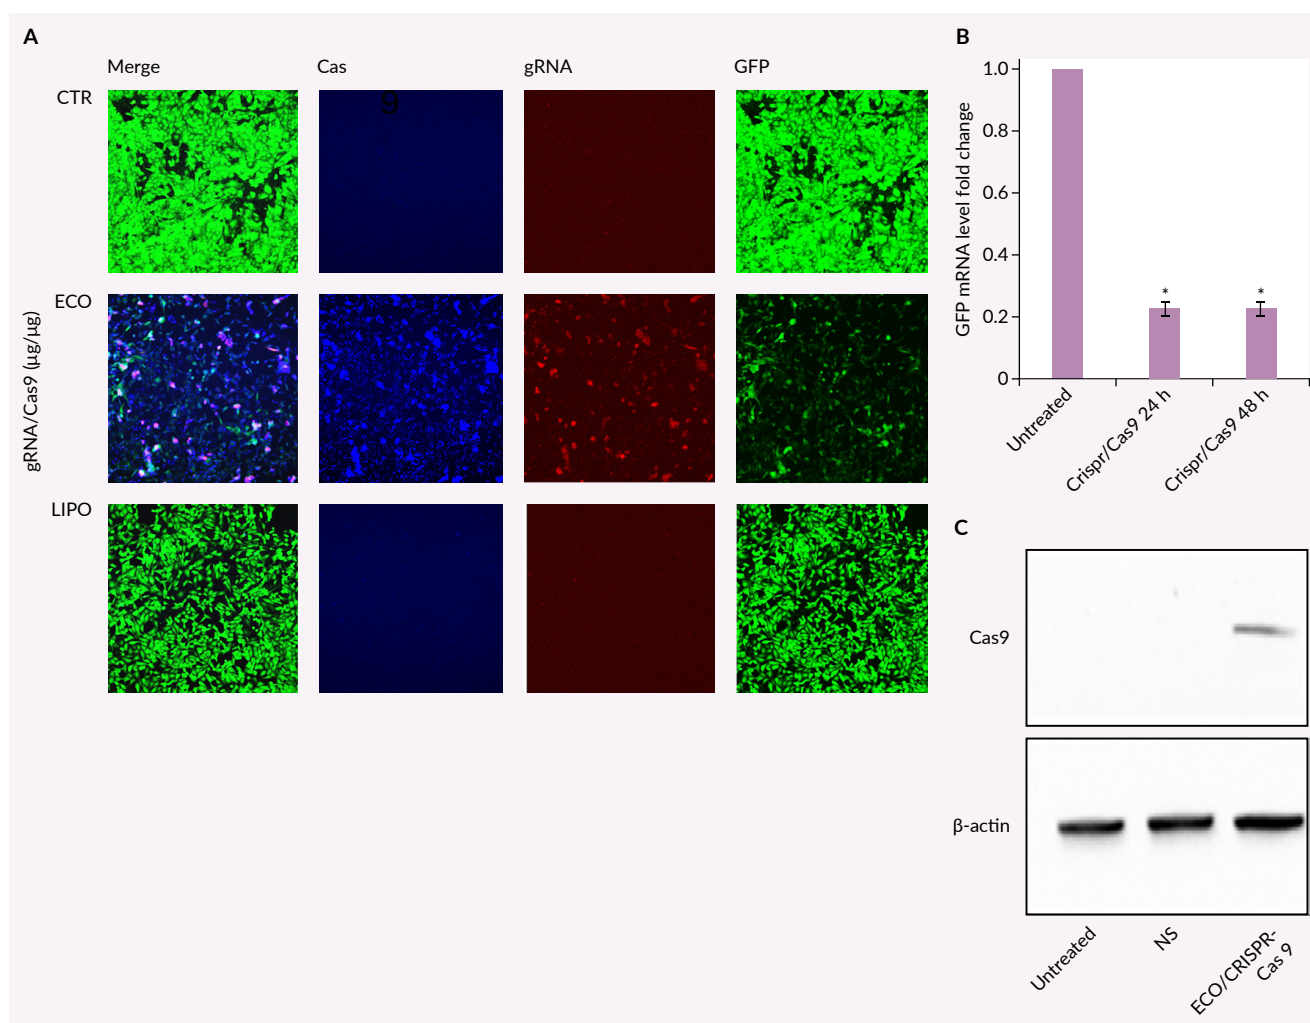 A
Merge
Cas
9
gRNA
GFP
CTR
ECO
LIPO
gRNA/Cas9 (µg/µg)
B
GFP mRNA level fold change
1.0
0.8
0.6
0.4
0.2
0
*
*
Untreated
Crispr/Cas9 24 h
Crispr/Cas9 48 h
C
Cas9
β-actin
Untreated
NS
ECO/CRISPR-
Cas 9